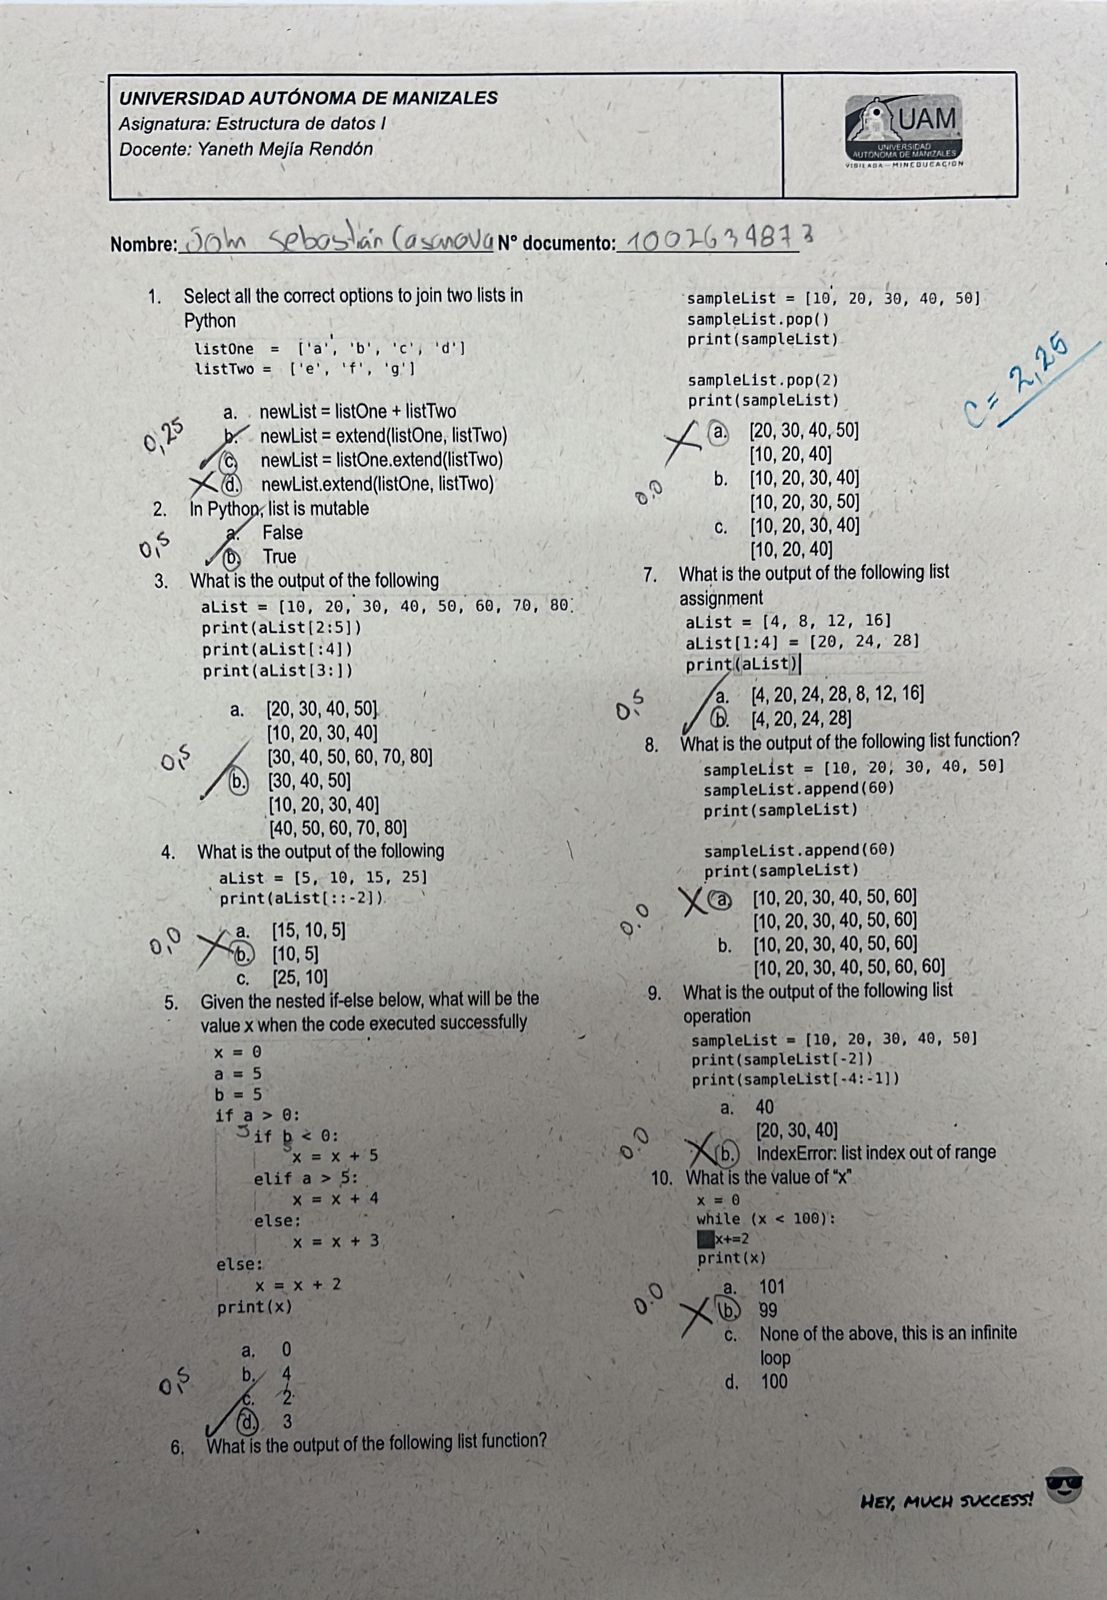 UNIVERSIDAD AUTÓNOMA DE MANIZALES
Asignatura: Estructura de datos I
Docente: Yaneth Mejía Rendón
UAM
UNIVERSIDAD
AUTÓNOMA DE MANIZALES
VIGILADA - MINEDUCACIÓN
Nombre: John Sebastián Casanova N° documento: 1002634873
1. Select all the correct options to join two lists in
Python
listOne = ['a', 'b', 'c', 'd']
listTwo = ['e', 'f', 'g']
a. newList = listOne + listTwo
0,25
b. newList = extend(listOne, listTwo)
c. newList = listOne.extend(listTwo)
d. newList.extend(listOne, listTwo)
2. In Python, list is mutable
a. False
0,5
b. True
3. What is the output of the following
aList = [10, 20, 30, 40, 50, 60, 70, 80]
print(aList[2:5])
print(aList[:4])
print(aList[3:])
a. [20, 30, 40, 50]
[10, 20, 30, 40]
[30, 40, 50, 60, 70, 80]
0,5
b. [30, 40, 50]
[10, 20, 30, 40]
[40, 50, 60, 70, 80]
4. What is the output of the following
aList = [5, 10, 15, 25]
print(aList[::-2])
a. [15, 10, 5]
0,0
b. [10, 5]
c. [25, 10]
5. Given the nested if-else below, what will be the
value x when the code executed successfully
x = 0
a = 5
b = 5
if a > 0:
5
if b < 0:
5
x = x + 5
elif a > 5:
x = x + 4
else:
x = x + 3
else:
x = x + 2
print(x)
a. 0
b. 4
0,5
c. 2
d. 3
6. What is the output of the following list function?
sampleList = [10, 20, 30, 40, 50]
sampleList.pop()
print(sampleList)
sampleList.pop(2)
print(sampleList)
C = 2,25
a. [20, 30, 40, 50]
[10, 20, 40]
0.0
b. [10, 20, 30, 40]
[10, 20, 30, 50]
c. [10, 20, 30, 40]
[10, 20, 40]
7. What is the output of the following list
assignment
aList = [4, 8, 12, 16]
aList[1:4] = [20, 24, 28]
print(aList)
a. [4, 20, 24, 28, 8, 12, 16]
0,5
b. [4, 20, 24, 28]
8. What is the output of the following list function?
sampleList = [10, 20, 30, 40, 50]
sampleList.append(60)
print(sampleList)
sampleList.append(60)
print(sampleList)
a [10, 20, 30, 40, 50, 60]
0.0
[10, 20, 30, 40, 50, 60]
b. [10, 20, 30, 40, 50, 60]
[10, 20, 30, 40, 50, 60, 60]
9. What is the output of the following list
operation
sampleList = [10, 20, 30, 40, 50]
print(sampleList[-2])
print(sampleList[-4:-1])
a. 40
[20, 30, 40]
0.0
b. IndexError: list index out of range
10. What is the value of “x”
x = 0
while (x < 100):
x+=2
print(x)
a. 101
0.0
b. 99
c. None of the above, this is an infinite
loop
d. 100
HEY, MUCH SUCCESS!